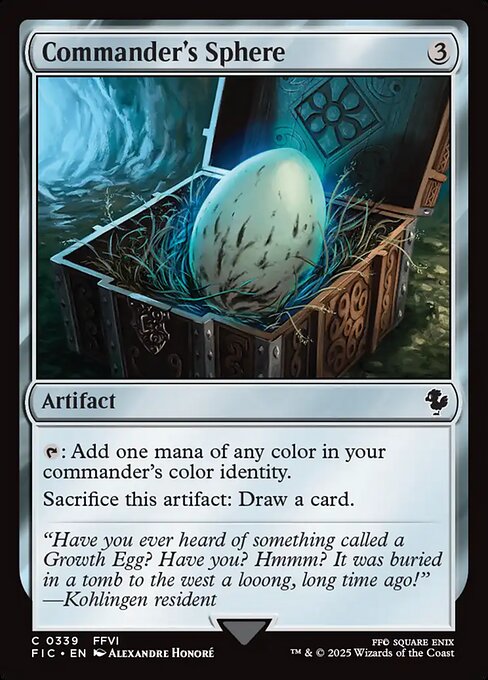 Commander's Sphere 3
Artifact
: Add one mana of any color in your
commander's color identity.
Sacrifice this artifact: Draw a card.
“Have you ever heard of something called a
Growth Egg? Have you? Hmmm? It was buried
in a tomb to the west a looong, long time ago!”
—Kohlingen resident
C 0339 FFVI
FIC • EN Alexandre Honoré
FF© SQUARE ENIX
™ & © 2025 Wizards of the Coast